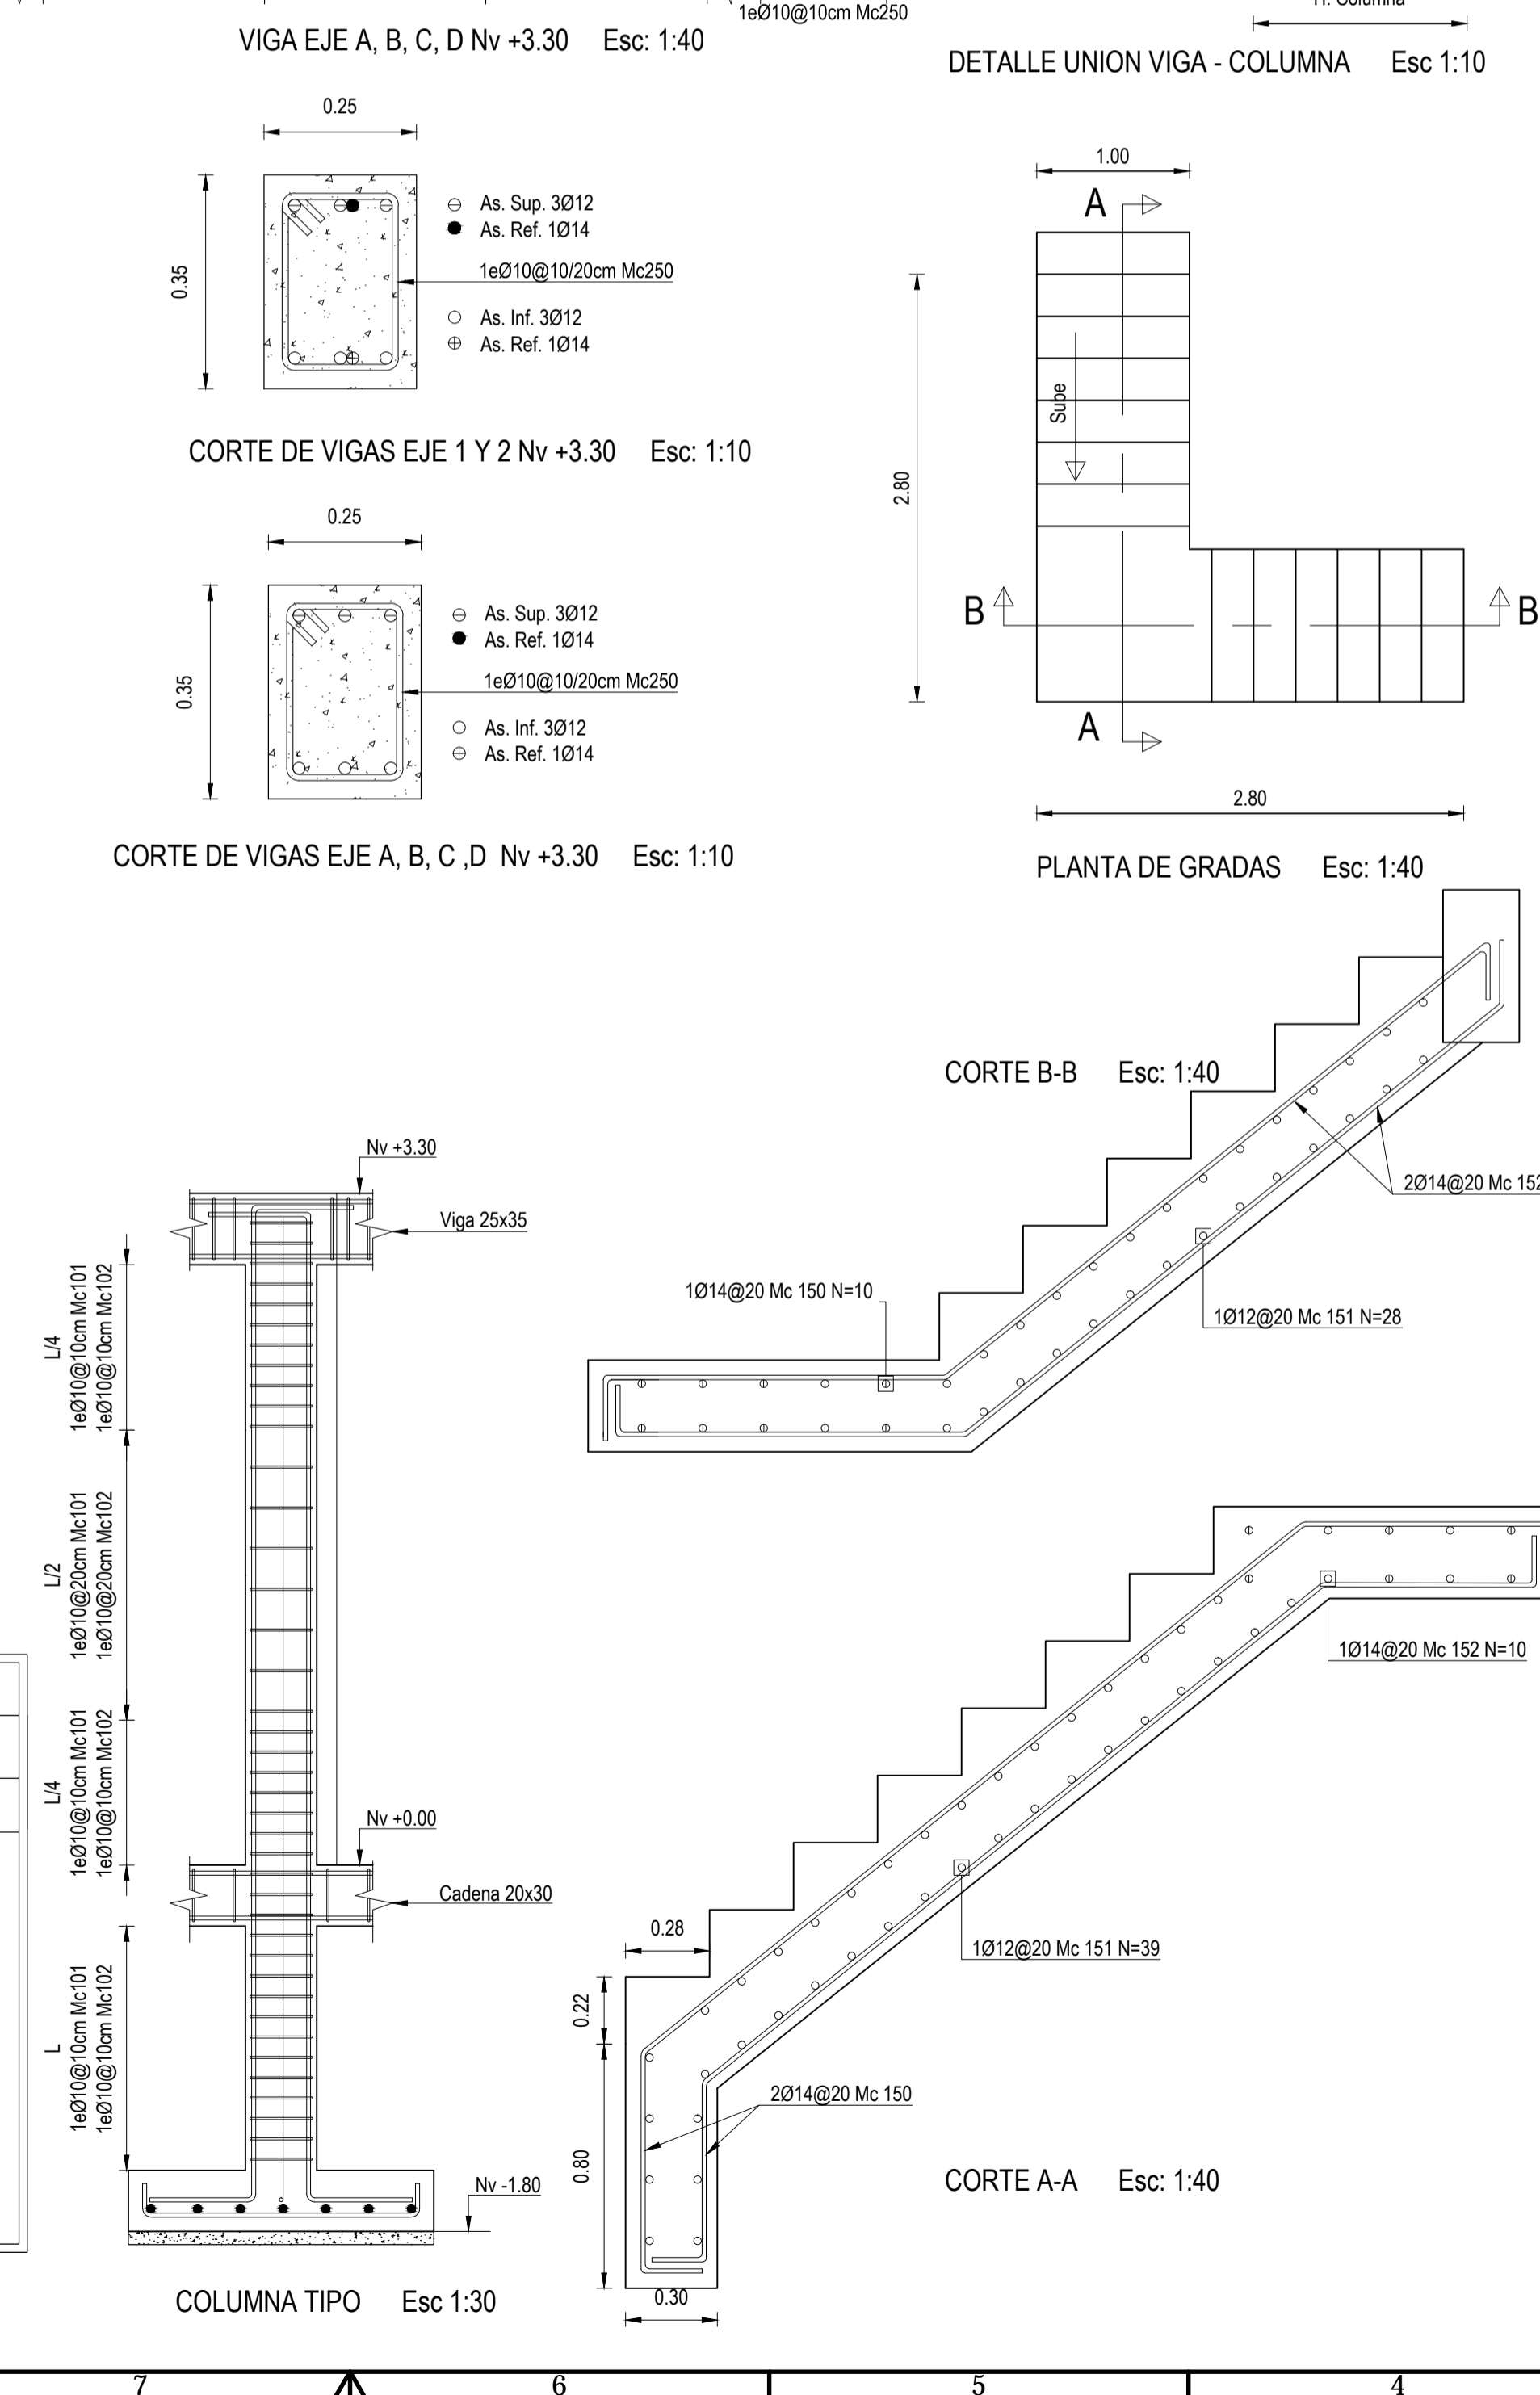 1eØ10@10cm Mc250
VIGA EJE A, B, C, D Nv +3.30 Esc: 1:40
DETALLE UNION VIGA - COLUMNA Esc 1:10
0.25
0.35
As. Sup. 3Ø12
As. Ref. 1Ø14
1eØ10@10/20cm Mc250
As. Inf. 3Ø12
As. Ref. 1Ø14
CORTE DE VIGAS EJE 1 Y 2 Nv +3.30 Esc: 1:10
0.25
0.35
As. Sup. 3Ø12
As. Ref. 1Ø14
1eØ10@10/20cm Mc250
As. Inf. 3Ø12
As. Ref. 1Ø14
CORTE DE VIGAS EJE A, B, C ,D Nv +3.30 Esc: 1:10
1.00
A
Sube
2.80
B
B
A
2.80
PLANTA DE GRADAS Esc: 1:40
CORTE B-B Esc: 1:40
2Ø14@20 Mc 152
1Ø14@20 Mc 150 N=10
1Ø12@20 Mc 151 N=28
Nv +3.30
Viga 25x35
L/4
1eØ10@10cm Mc101
1eØ10@10cm Mc102
L/2
1eØ10@20cm Mc101
1eØ10@20cm Mc102
L/4
1eØ10@10cm Mc101
1eØ10@10cm Mc102
Nv +0.00
Cadena 20x30
L
1eØ10@10cm Mc101
1eØ10@10cm Mc102
Nv -1.80
COLUMNA TIPO Esc 1:30
1Ø14@20 Mc 152 N=10
1Ø12@20 Mc 151 N=39
0.28
0.22
0.80
2Ø14@20 Mc 150
0.30
CORTE A-A Esc: 1:40
7
6
5
4